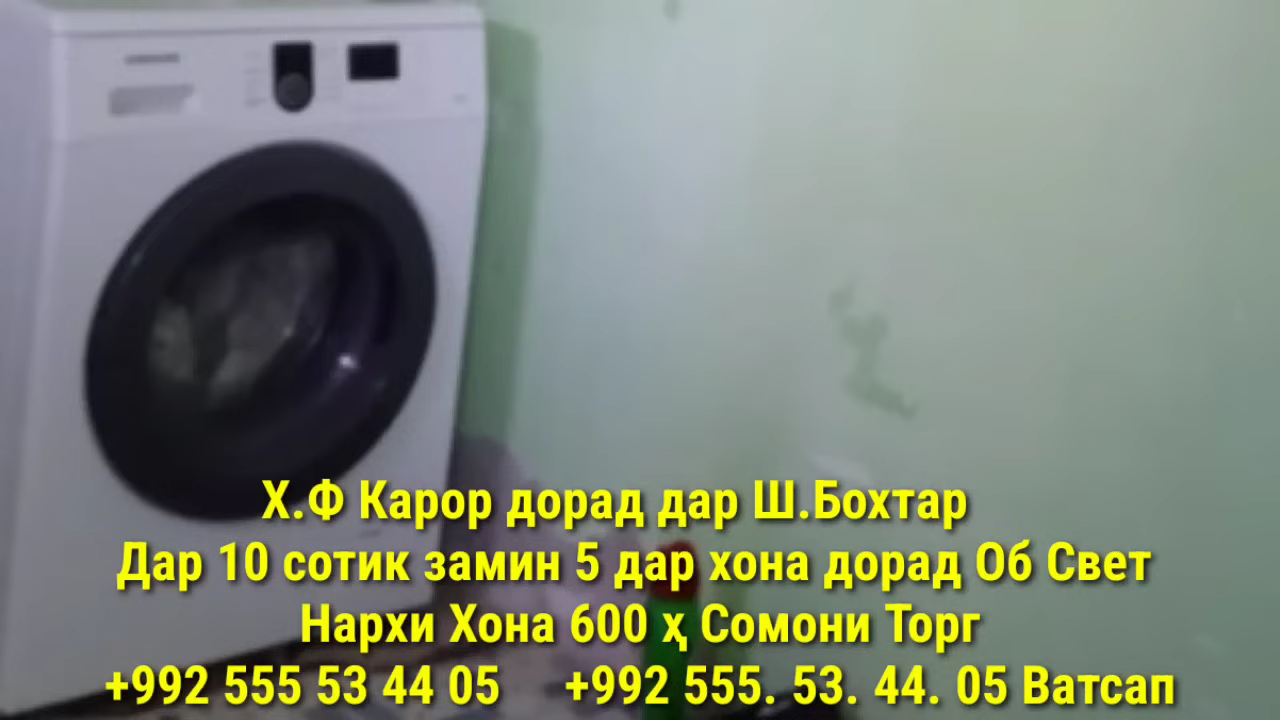 Х.Ф Карор дорад дар Ш.Бохтар
Дар 10 сотик замин 5 дар хона дорад Об Свет
Нархи Хона 600 ҳ Сомони Торг
+992 555 53 44 05 +992 555. 53. 44. 05 Ватсап